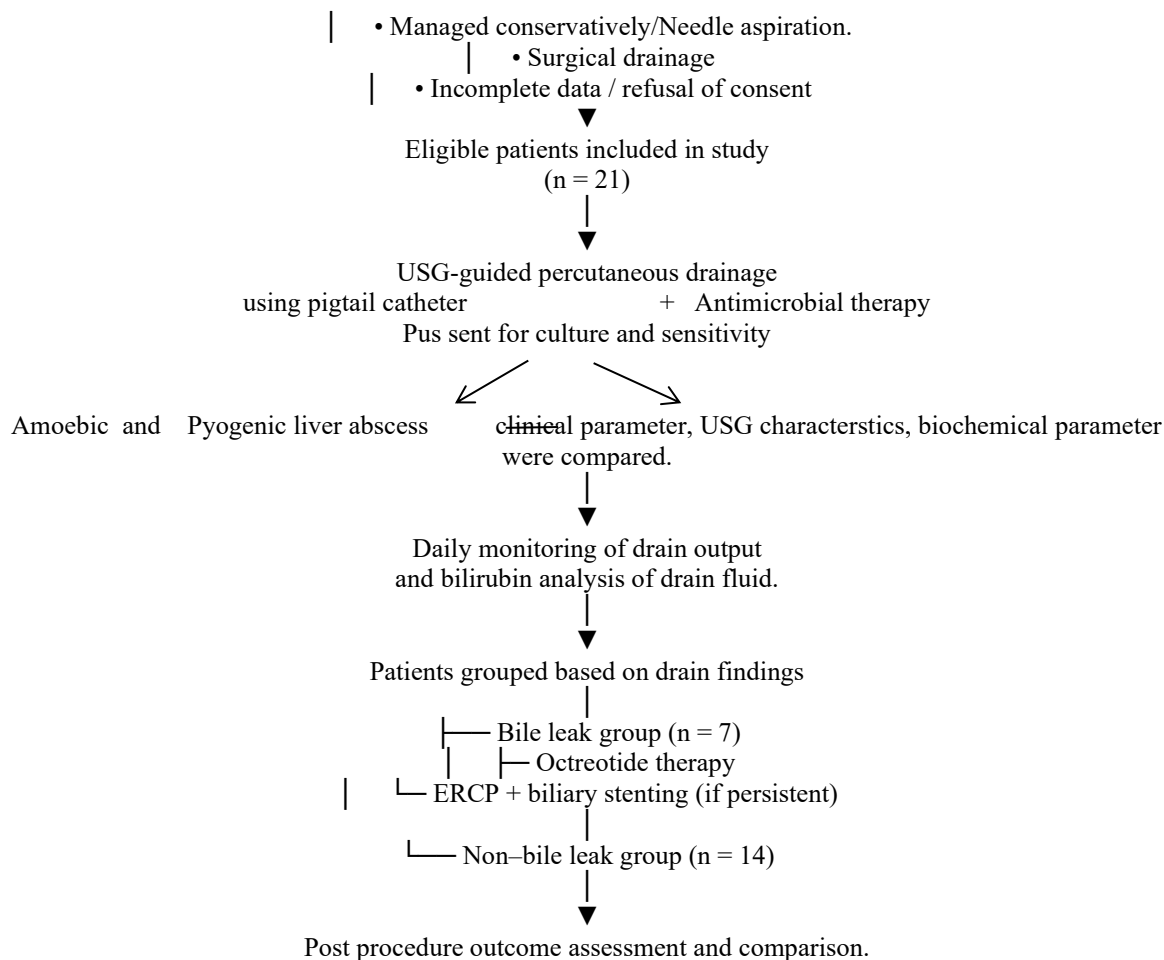 • Managed conservatively/Needle aspiration.
• Surgical drainage
• Incomplete data / refusal of consent
Eligible patients included in study
(n = 21)
USG-guided percutaneous drainage
using pigtail catheter + Antimicrobial therapy
Pus sent for culture and sensitivity
Amoebic and Pyogenic liver abscess clinical parameter, USG characterstics, biochemical parameter
were compared.
Daily monitoring of drain output
and bilirubin analysis of drain fluid.
Patients grouped based on drain findings
Bile leak group (n = 7)
Octreotide therapy
ERCP + biliary stenting (if persistent)
Non–bile leak group (n = 14)
Post procedure outcome assessment and comparison.